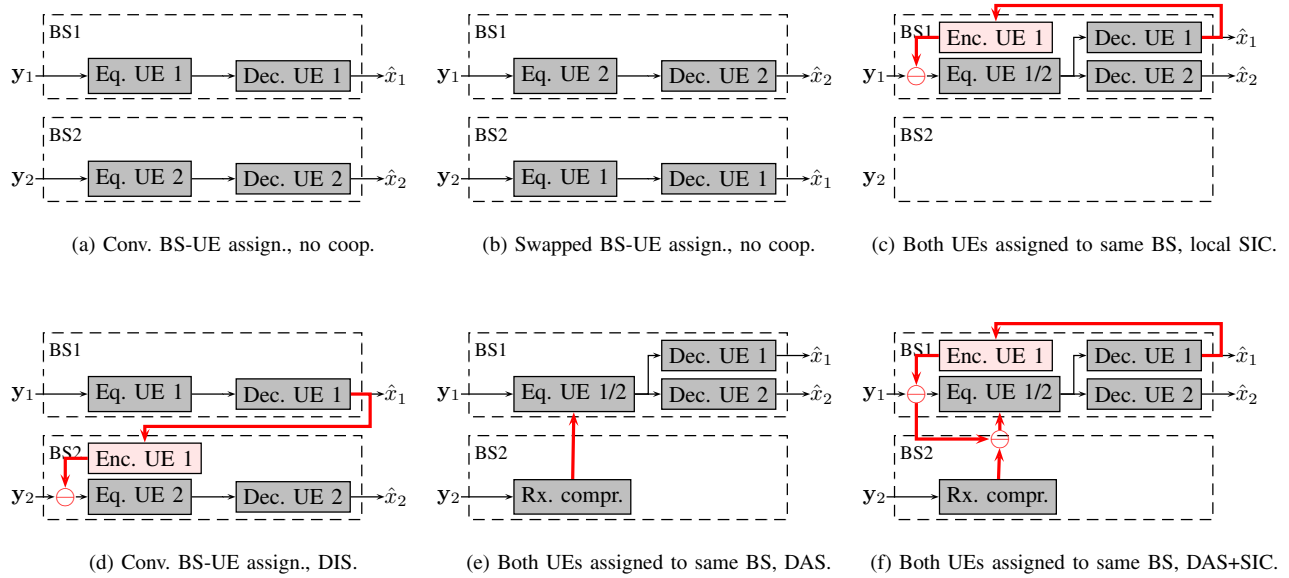 BS1
y1 Eq. UE 1 Dec. UE 1 x̂1
BS2
y2 Eq. UE 2 Dec. UE 2 x̂2
(a) Conv. BS-UE assign., no coop.
BS1
y1 Eq. UE 2 Dec. UE 2 x̂2
BS2
y2 Eq. UE 1 Dec. UE 1 x̂1
(b) Swapped BS-UE assign., no coop.
BS1
Enc. UE 1 Dec. UE 1 x̂1
y1 Eq. UE 1/2 Dec. UE 2 x̂2
BS2
y2
(c) Both UEs assigned to same BS, local SIC.
BS1
y1 Eq. UE 1 Dec. UE 1 x̂1
BS2
Enc. UE 1
y2 Eq. UE 2 Dec. UE 2 x̂2
(d) Conv. BS-UE assign., DIS.
BS1
Dec. UE 1 x̂1
y1 Eq. UE 1/2 Dec. UE 2 x̂2
BS2
y2 Rx. compr.
(e) Both UEs assigned to same BS, DAS.
BS1
Enc. UE 1 Dec. UE 1 x̂1
y1 Eq. UE 1/2 Dec. UE 2 x̂2
BS2
y2 Rx. compr.
(f) Both UEs assigned to same BS, DAS+SIC.